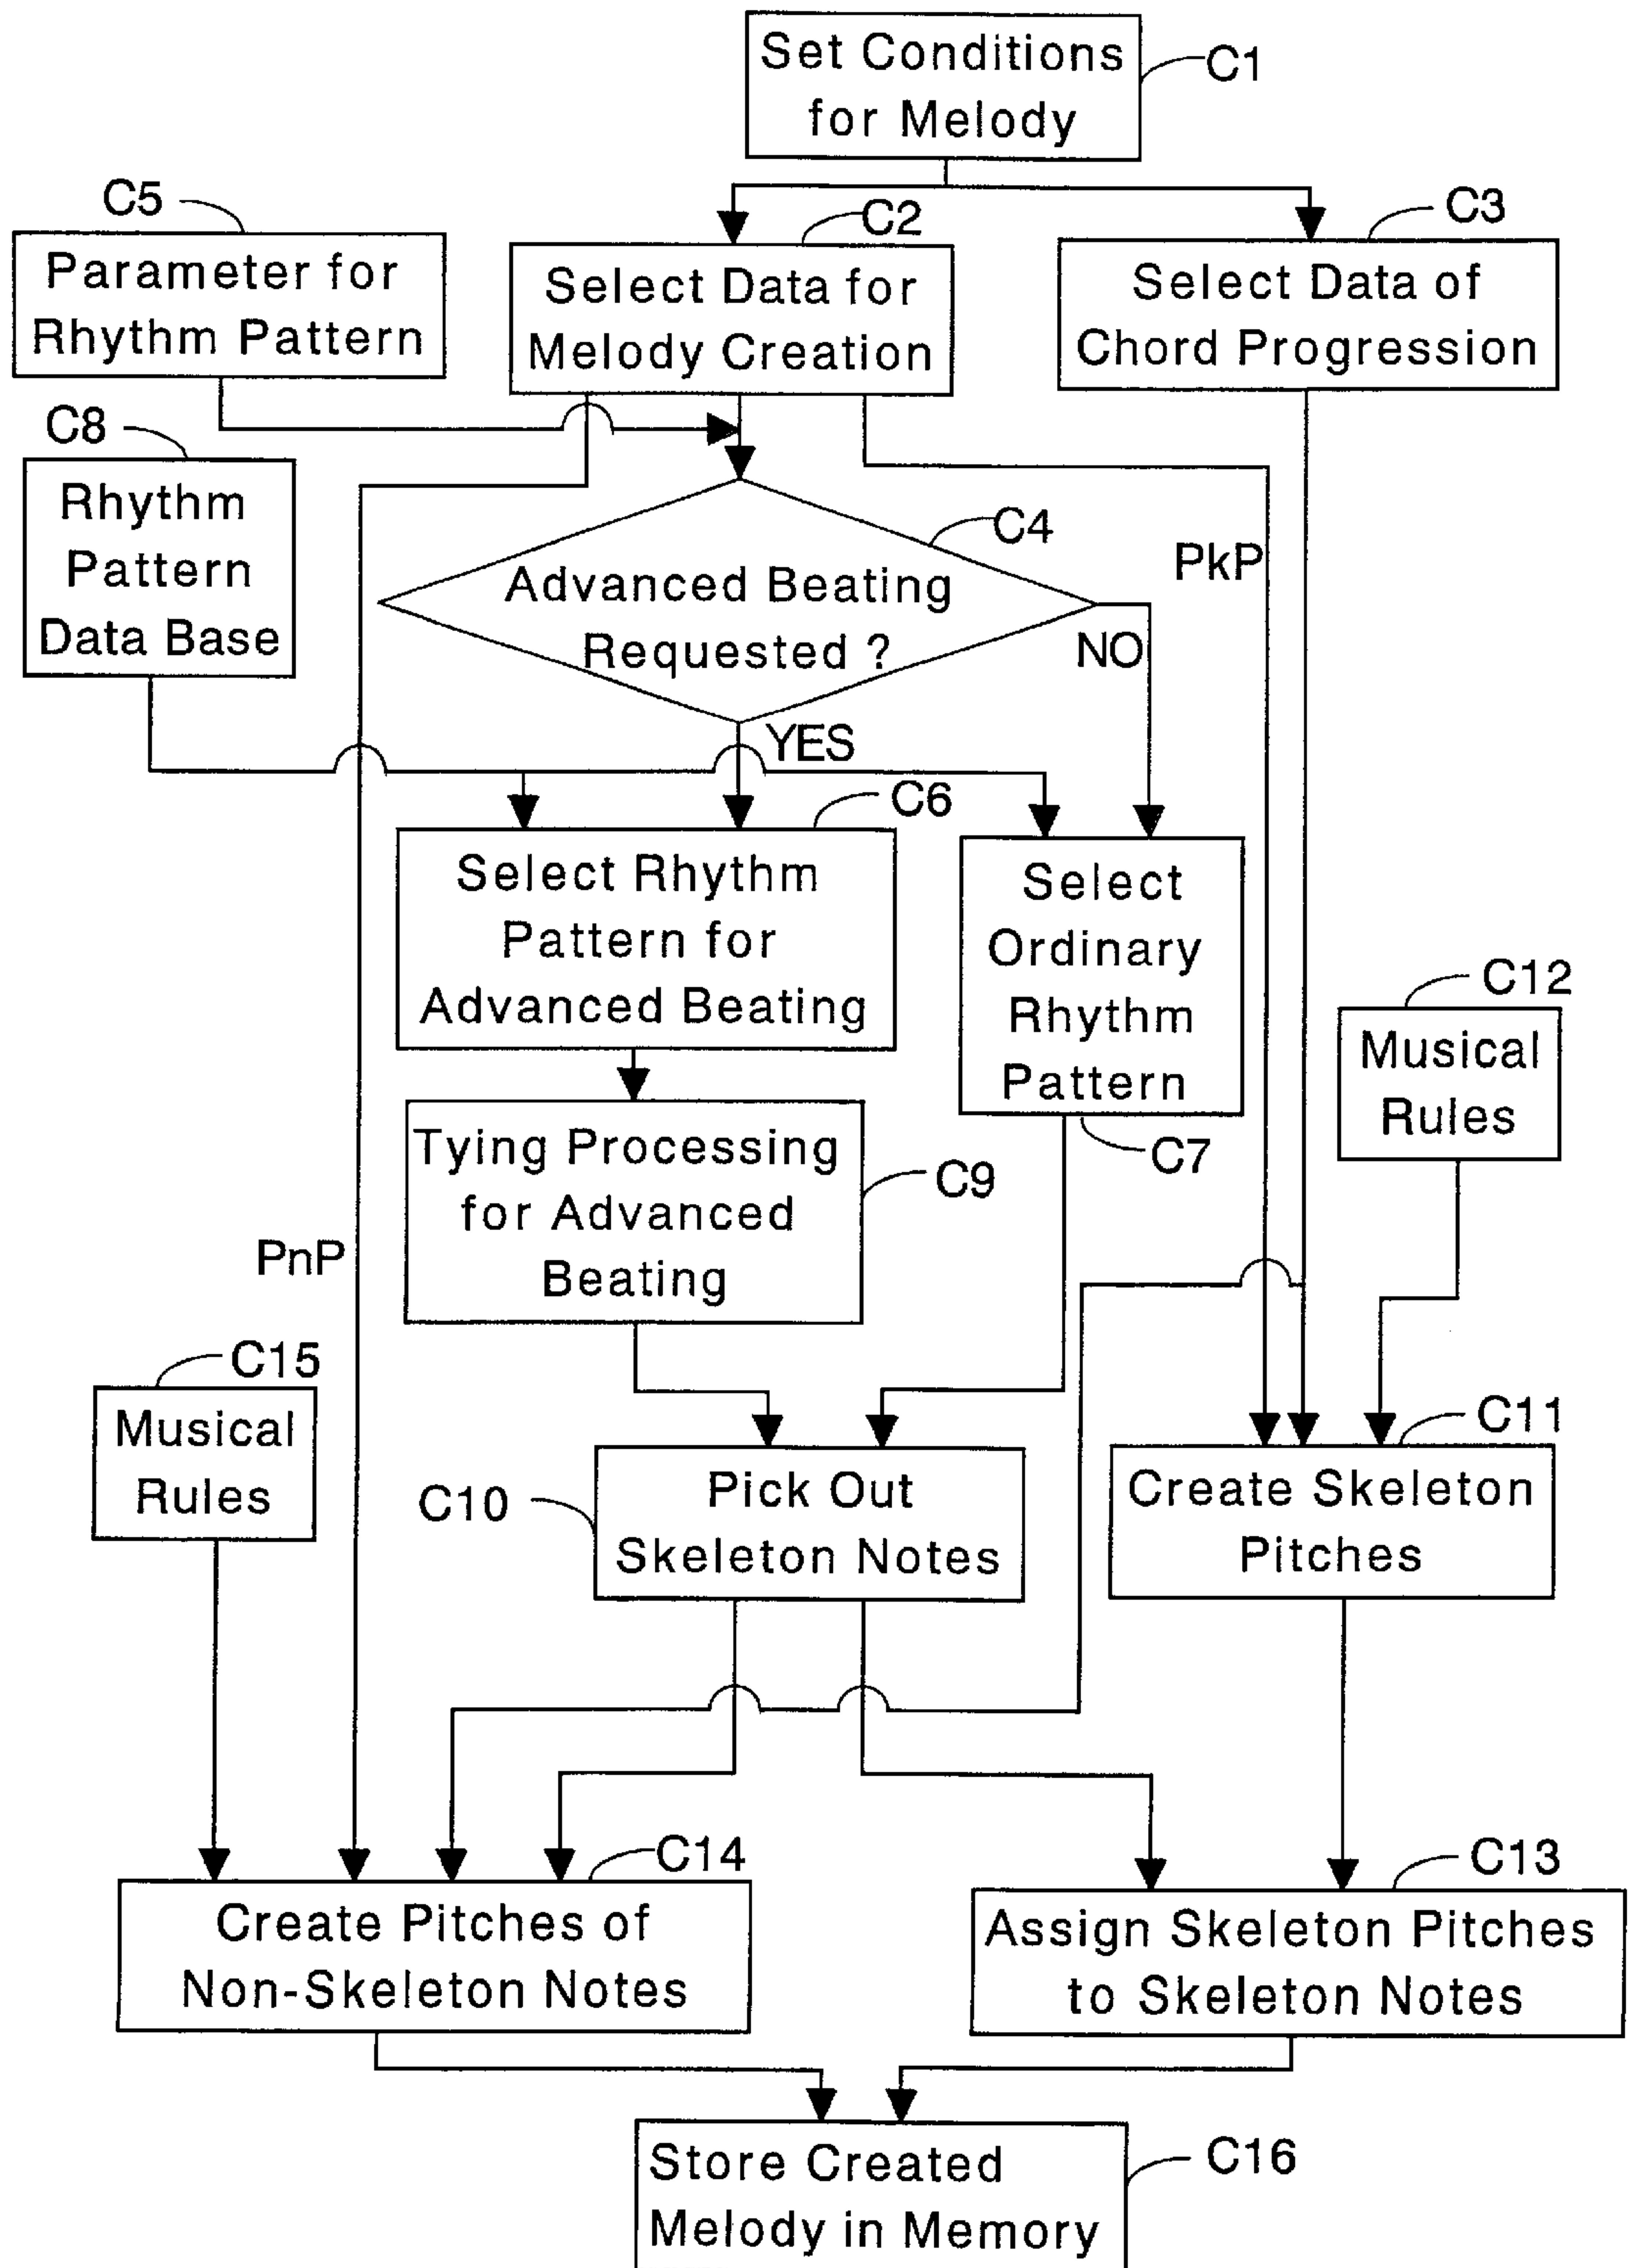 Set Conditions
for Melody
C1
C5
Parameter for
Rhythm Pattern
C2
Select Data for
Melody Creation
C3
Select Data of
Chord Progression
C8
Rhythm
Pattern
Data Base
C4
Advanced Beating
Requested ?
PkP
NO
YES
C6
Select Rhythm
Pattern for
Advanced Beating
Select
Ordinary
Rhythm
Pattern
C7
C12
Musical
Rules
Tying Processing
for Advanced
Beating
C9
PnP
C15
Musical
Rules
C10
Pick Out
Skeleton Notes
C11
Create Skeleton
Pitches
C14
Create Pitches of
Non-Skeleton Notes
C13
Assign Skeleton Pitches
to Skeleton Notes
Store Created
Melody in Memory
C16